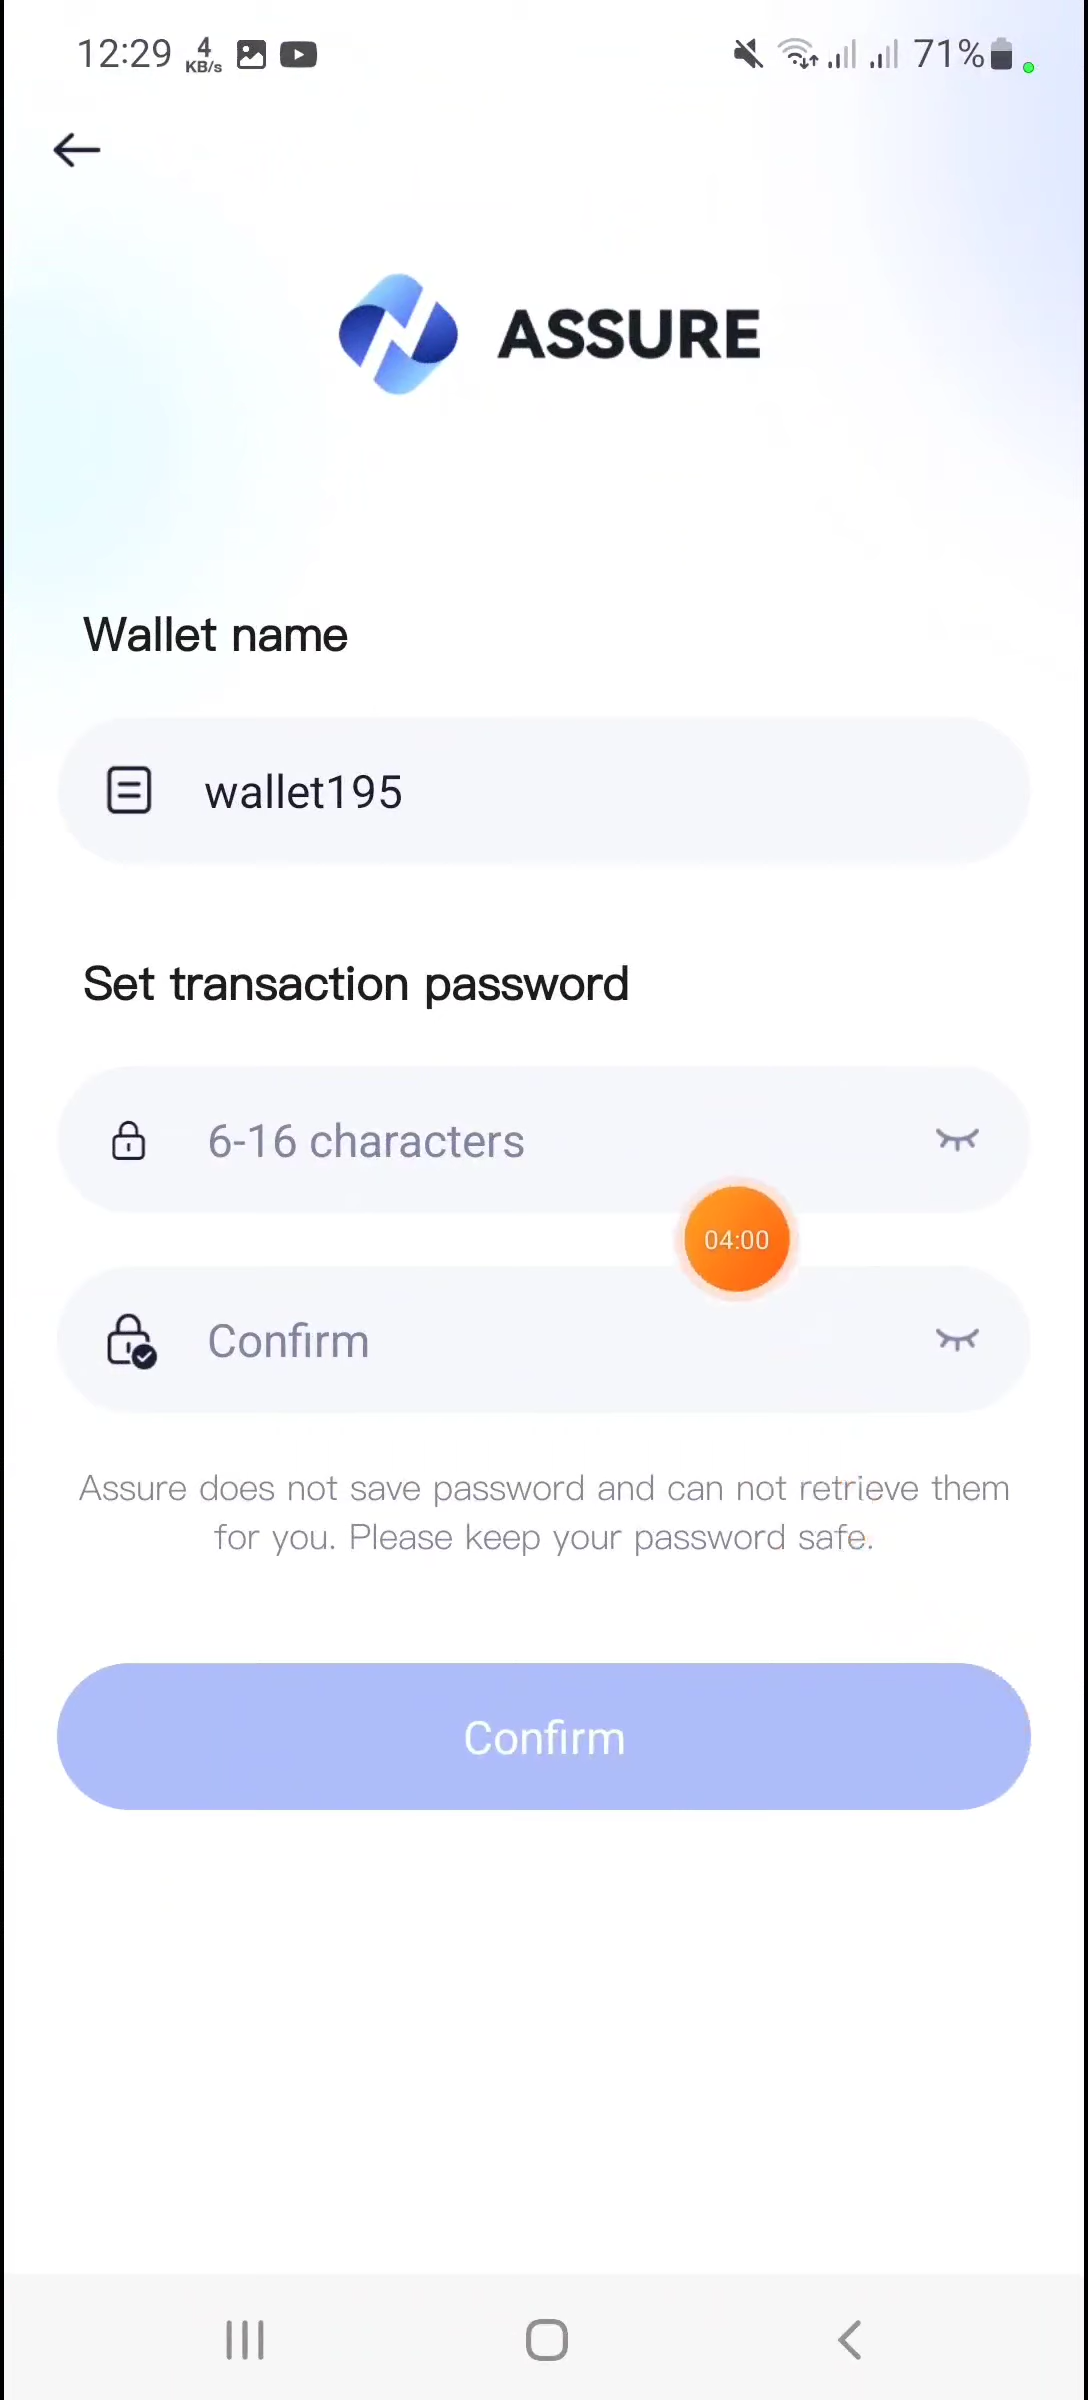 12:29 4 KB/s 71%
ASSURE
Wallet name
wallet195
Set transaction password
6-16 characters
04:00
Confirm
Assure does not save password and can not retrieve them
for you. Please keep your password safe.
Confirm